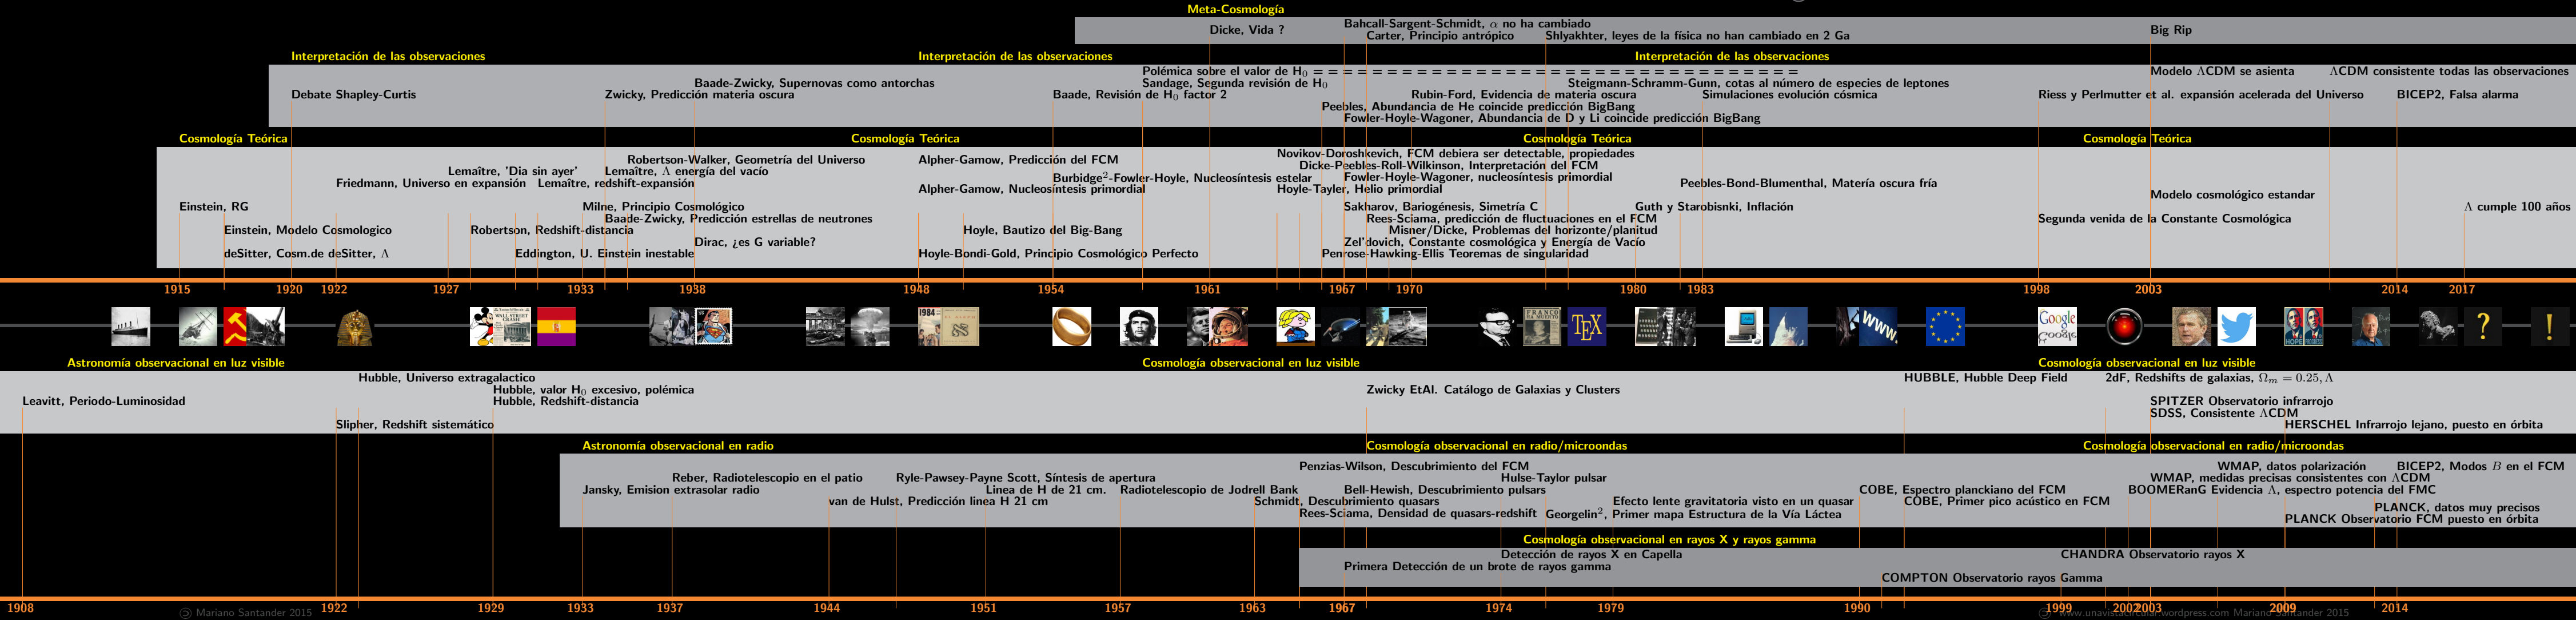 Meta-Cosmología
Bahcall-Sargent-Schmidt, α no ha cambiado
Dicke, Vida ?
Big Rip
Carter, Principio antrópico
Shlyakhter, leyes de la física no han cambiado en 2 Ga
Interpretación de las observaciones
Interpretación de las observaciones
Interpretación de las observaciones
Polémica sobre el valor de H0 = = = = = = = = = = = = = = = = = = = = = = = = = = = = = = = = =
Modelo ΛCDM se asienta
ΛCDM consistente todas las observaciones
Baade-Zwicky, Supernovas como antorchas
Sandage, Segunda revisión de H0
Steigmann-Schramm-Gunn, cotas al número de especies de leptones
Debate Shapley-Curtis
Zwicky, Predicción materia oscura
Baade, Revisión de H0 factor 2
Rubin-Ford, Evidencia de materia oscura
Simulaciones evolución cósmica
Riess y Perlmutter et al. expansión acelerada del Universo
BICEP2, Falsa alarma
Peebles, Abundancia de He coincide predicción BigBang
Fowler-Hoyle-Wagoner, Abundancia de D y Li coincide predicción BigBang
Cosmología Teórica
Cosmología Teórica
Cosmología Teórica
Cosmología Teórica
Novikov-Doroshkevich, FCM debiera ser detectable, propiedades
Robertson-Walker, Geometría del Universo
Alpher-Gamow, Predicción del FCM
Dicke-Peebles-Roll-Wilkinson, Interpretación del FCM
Lemaître, 'Dia sin ayer'
Lemaître, Λ energía del vacío
Burbidge2-Fowler-Hoyle, Nucleosíntesis estelar
Fowler-Hoyle-Wagoner, nucleosíntesis primordial
Friedmann, Universo en expansión
Lemaître, redshift-expansión
Peebles-Bond-Blumenthal, Matería oscura fría
Alpher-Gamow, Nucleosíntesis primordial
Hoyle-Tayler, Helio primordial
Modelo cosmológico estandar
Einstein, RG
Milne, Principio Cosmológico
Sakharov, Bariogénesis, Simetría C
Guth y Starobisnki, Inflación
Λ cumple 100 años
Baade-Zwicky, Predicción estrellas de neutrones
Rees-Sciama, predicción de fluctuaciones en el FCM
Segunda venida de la Constante Cosmológica
Einstein, Modelo Cosmologico
Robertson, Redshift-distancia
Hoyle, Bautizo del Big-Bang
Misner/Dicke, Problemas del horizonte/planitud
Dirac, ¿es G variable?
Zel'dovich, Constante cosmológica y Energía de Vacío
deSitter, Cosm.de deSitter, Λ
Eddington, U. Einstein inestable
Hoyle-Bondi-Gold, Principio Cosmológico Perfecto
Penrose-Hawking-Ellis Teoremas de singularidad
1915 1920 1922 1927 1933 1938 1948 1954 1961 1967 1970 1980 1983 1998 2003 2014 2017
WALL STREET CRASH
1984
FRANCO HA MUERTO
TEX
WWW
Google
HOPE
?
!
Astronomía observacional en luz visible
Cosmología observacional en luz visible
Cosmología observacional en luz visible
Hubble, Universo extragalactico
HUBBLE, Hubble Deep Field
2dF, Redshifts de galaxias, Ωm = 0.25, Λ
Hubble, valor H0 excesivo, polémica
Zwicky EtAl. Catálogo de Galaxias y Clusters
Leavitt, Periodo-Luminosidad
Hubble, Redshift-distancia
SPITZER Observatorio infrarrojo
SDSS, Consistente ΛCDM
Slipher, Redshift sistemático
HERSCHEL Infrarrojo lejano, puesto en órbita
Astronomía observacional en radio
Cosmología observacional en radio/microondas
Cosmología observacional en radio/microondas
Penzias-Wilson, Descubrimiento del FCM
WMAP, datos polarización
BICEP2, Modos B en el FCM
Reber, Radiotelescopio en el patio
Ryle-Pawsey-Payne Scott, Síntesis de apertura
Hulse-Taylor pulsar
WMAP, medidas precisas consistentes con ΛCDM
Jansky, Emision extrasolar radio
Linea de H de 21 cm.
Radiotelescopio de Jodrell Bank
Bell-Hewish, Descubrimiento pulsars
COBE, Espectro planckiano del FCM
BOOMERanG Evidencia Λ, espectro potencia del FMC
van de Hulst, Predicción linea H 21 cm
Schmidt, Descubrimiento quasars
Efecto lente gravitatoria visto en un quasar
COBE, Primer pico acústico en FCM
PLANCK, datos muy precisos
Rees-Sciama, Densidad de quasars-redshift
Georgelin2, Primer mapa Estructura de la Vía Láctea
PLANCK Observatorio FCM puesto en órbita
Cosmología observacional en rayos X y rayos gamma
Detección de rayos X en Capella
CHANDRA Observatorio rayos X
Primera Detección de un brote de rayos gamma
COMPTON Observatorio rayos Gamma
1908 1922 1929 1933 1937 1944 1951 1957 1963 1967 1974 1979 1990 1999 2002 2003 2009 2014
© Mariano Santander 2015
© www.unavistacircular.wordpress.com Mariano Santander 2015